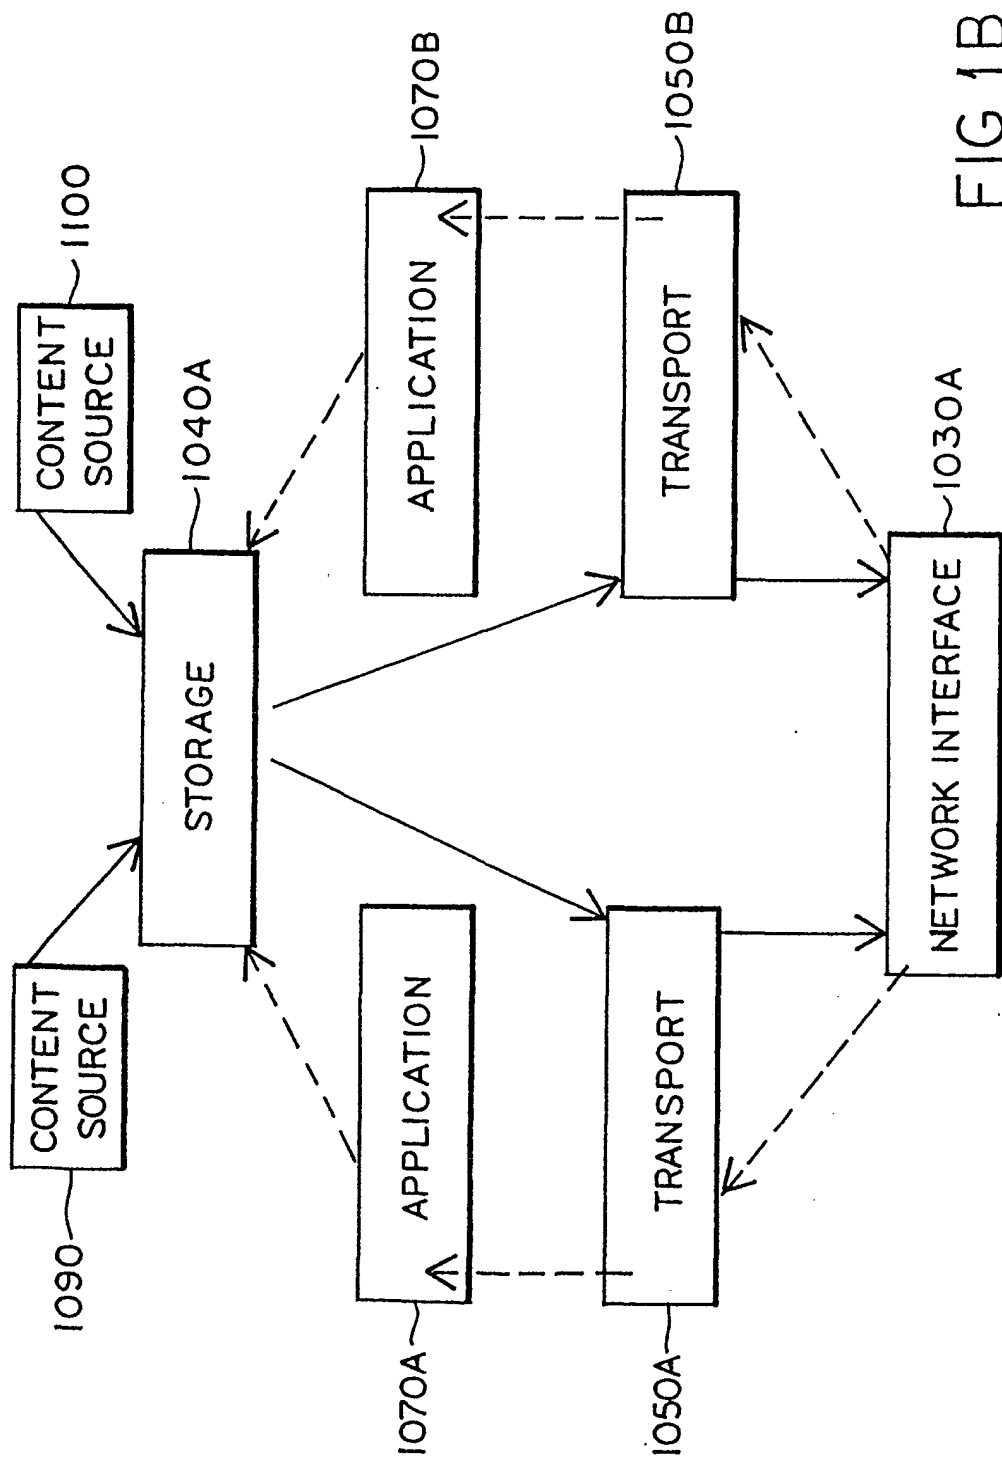 1090
CONTENT
SOURCE
CONTENT
SOURCE
1100
STORAGE
1040A
1070A
APPLICATION
APPLICATION
1070B
1050A
TRANSPORT
TRANSPORT
1050B
NETWORK INTERFACE
1030A
FIG 1B